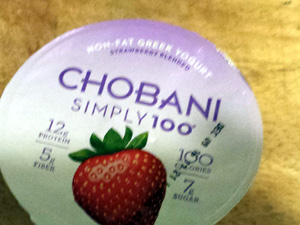 NON-FAT GREEK YOGURT
STRAWBERRY BLENDED
CHOBANI
SIMPLY 100
12g
PROTEIN
5g
FIBER
100
CALORIES
7g
SUGAR